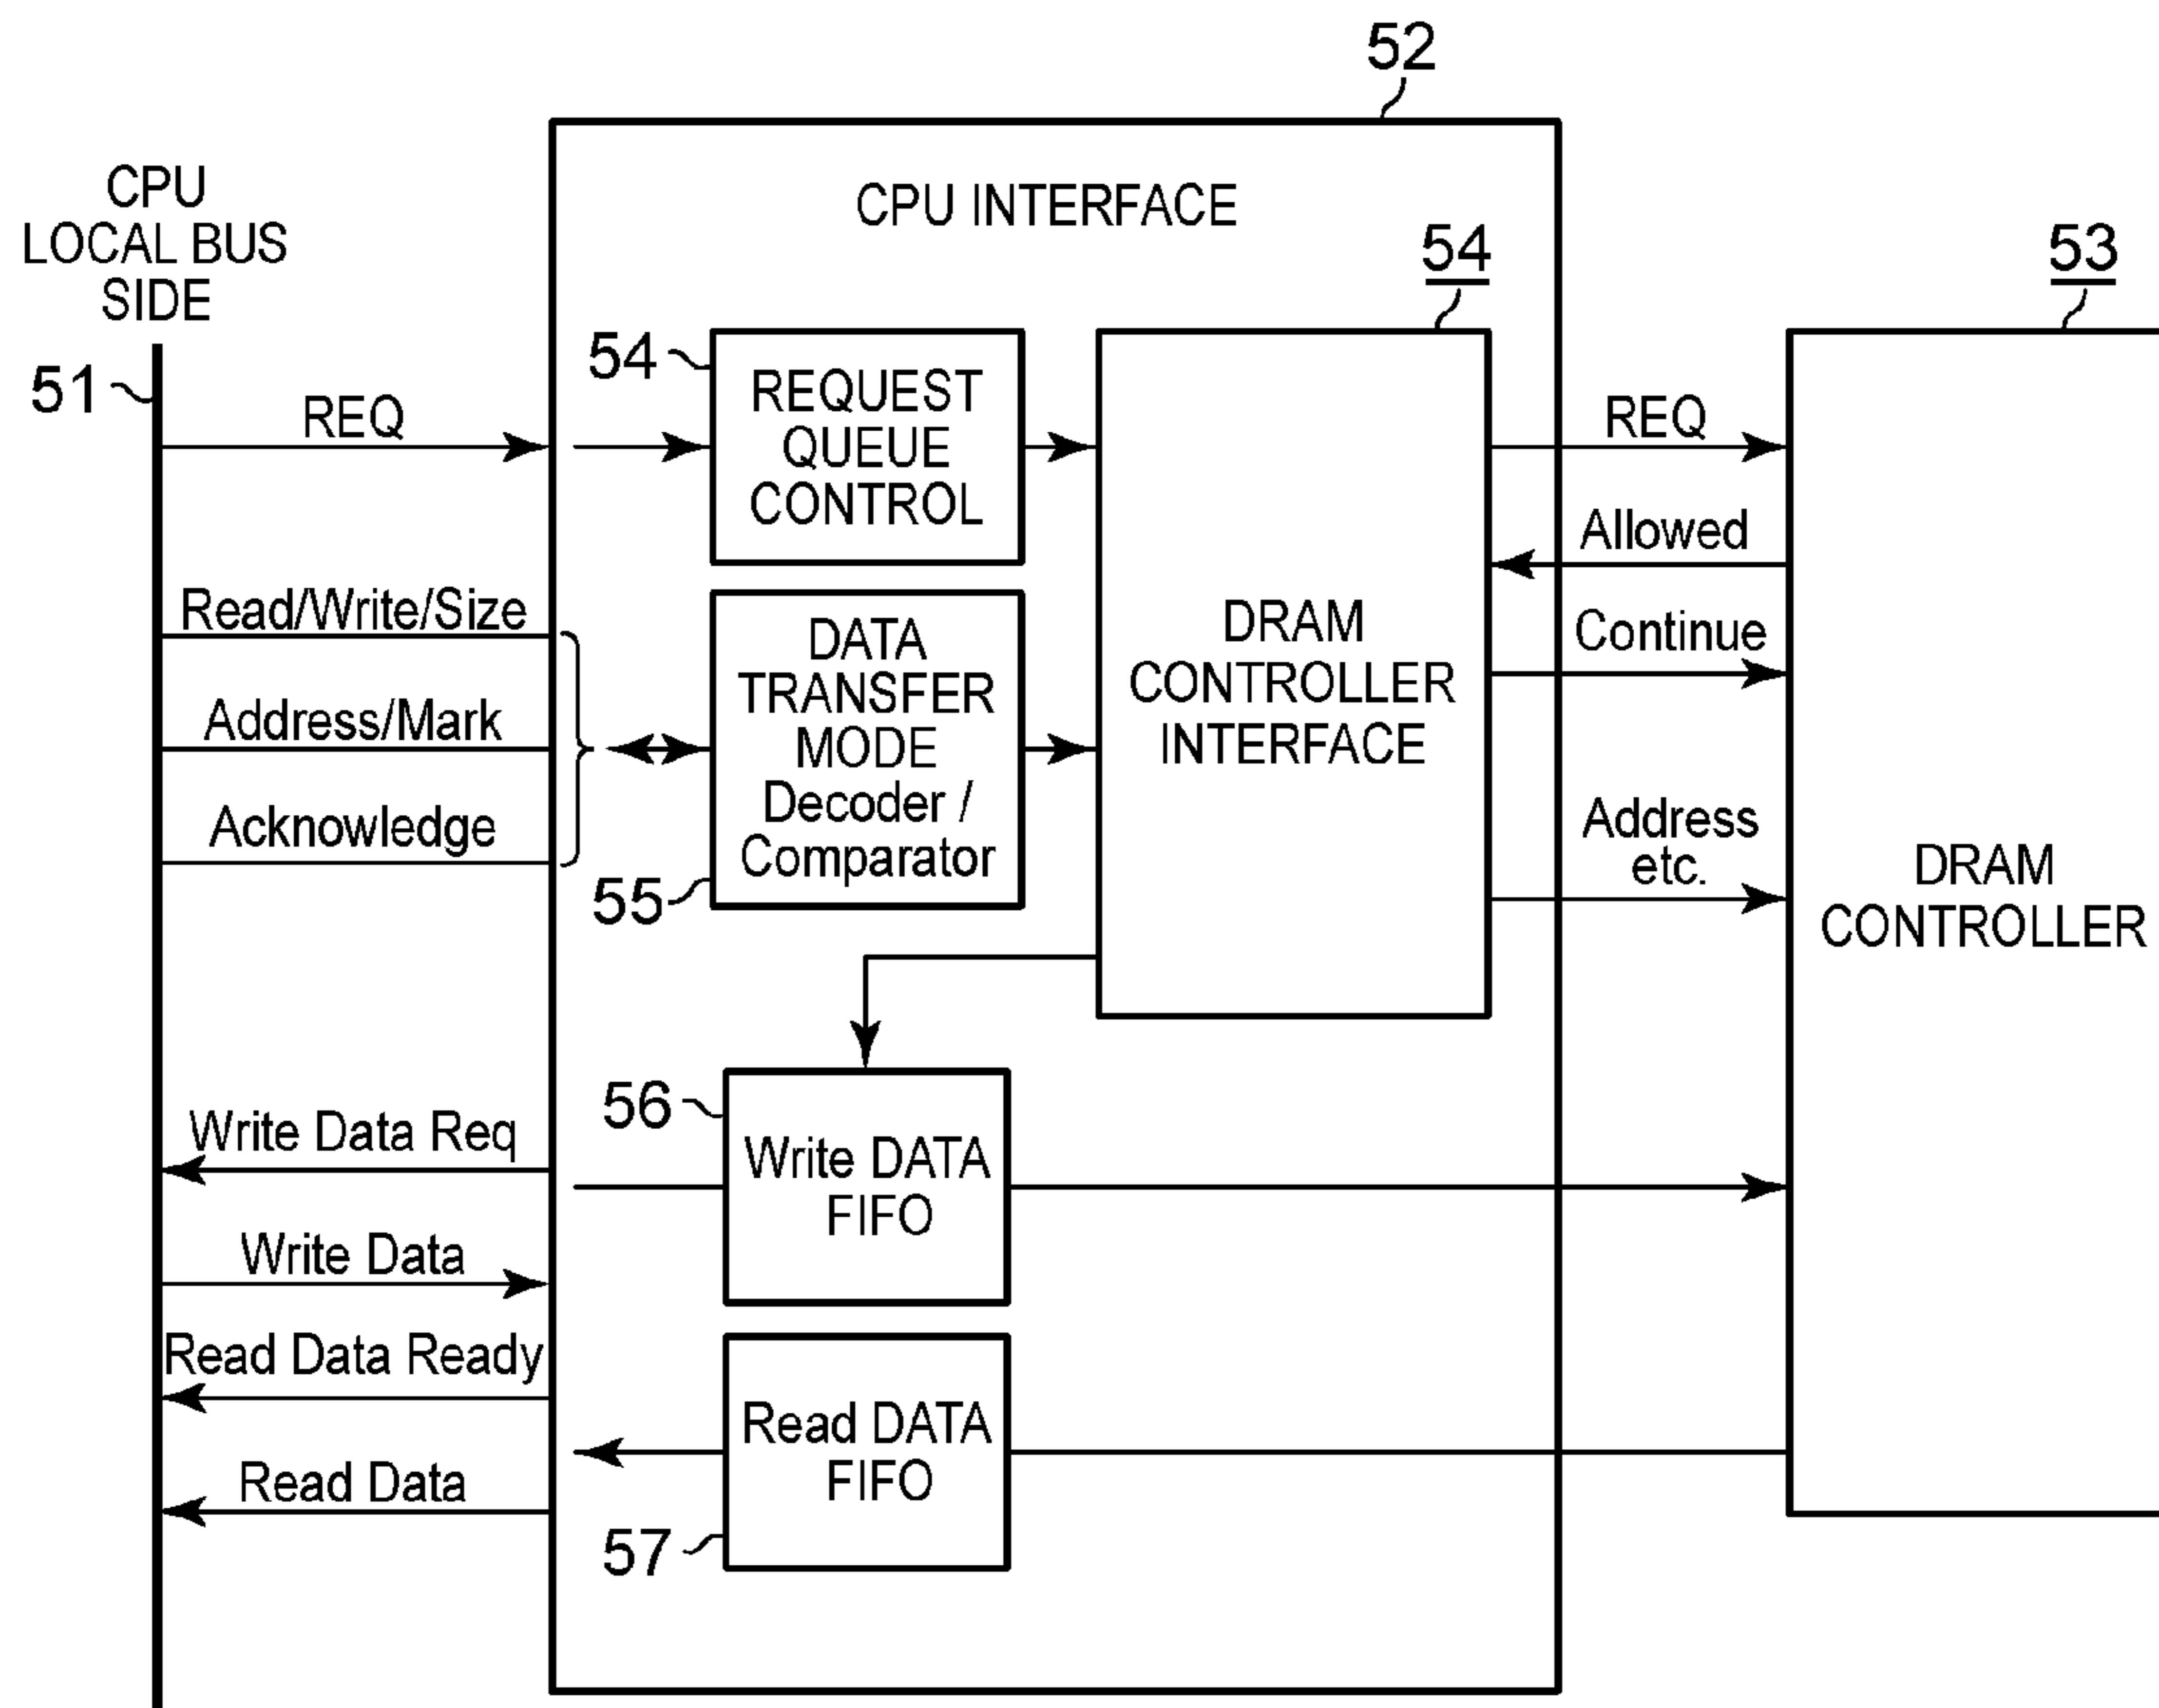 52
CPU
LOCAL BUS
SIDE
51
CPU INTERFACE
54
53
REQ
54
REQUEST
QUEUE
CONTROL
REQ
Allowed
Continue
Read/Write/Size
Address/Mark
Acknowledge
DATA
TRANSFER
MODE
Decoder /
Comparator
55
DRAM
CONTROLLER
INTERFACE
Address
etc.
DRAM
CONTROLLER
56
Write Data Req
Write DATA
FIFO
Write Data
Read Data Ready
Read DATA
FIFO
Read Data
57